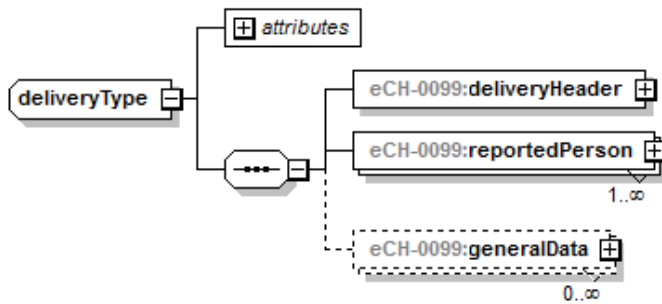 attributes
deliveryType
eCH-0099:deliveryHeader
eCH-0099:reportedPerson
1..∞
eCH-0099:generalData
0..∞